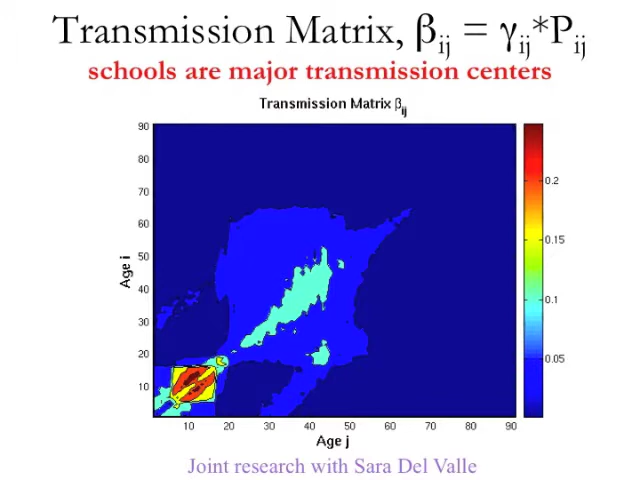 Transmission Matrix, βij = γij*Pij
schools are major transmission centers
Transmission Matrix βij
90
80
70
60
50
40
30
20
10
Age i
10 20 30 40 50 60 70 80 90
Age j
0.2
0.15
0.1
0.05
Joint research with Sara Del Valle